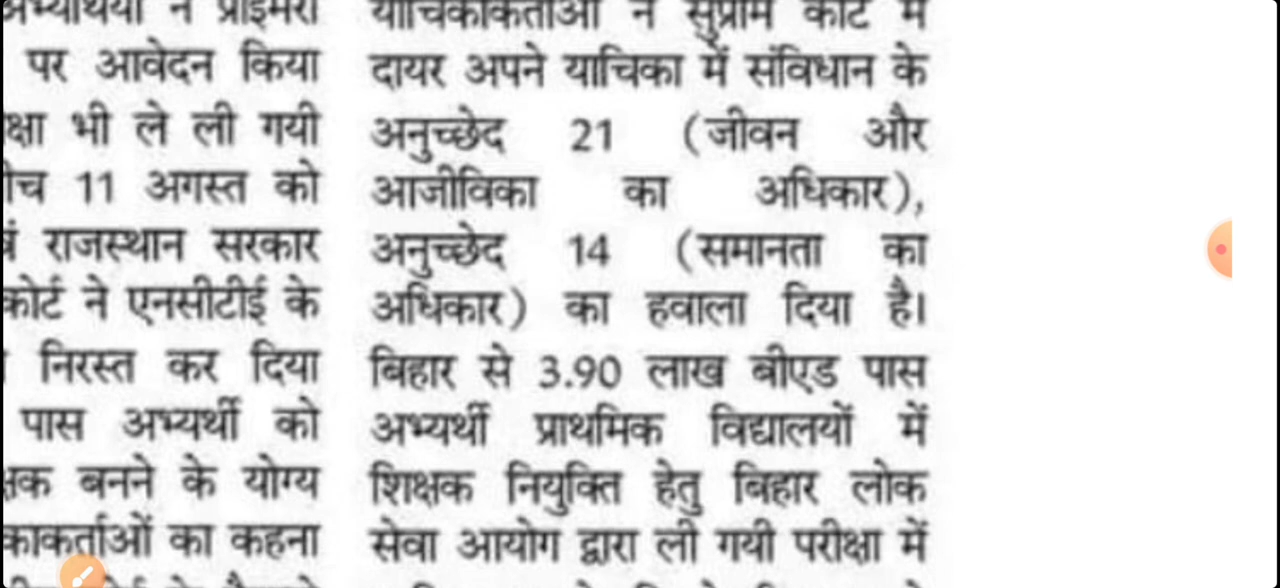 पर आवेदन किया
भी ले ली गयी
11 अगस्त को
राजस्थान सरकार
कोर्ट ने एनसीटीई के
निरस्त कर दिया
पास अभ्यर्थी को
बनने के योग्य
का कहना
याचिकाकर्ताओं ने सुप्रीम कोर्ट में
दायर अपने याचिका में संविधान के
अनुच्छेद 21 (जीवन और
आजीविका का अधिकार),
अनुच्छेद 14 (समानता का
अधिकार) का हवाला दिया है।
बिहार से 3.90 लाख बीएड पास
अभ्यर्थी प्राथमिक विद्यालयों में
शिक्षक नियुक्ति हेतु बिहार लोक
सेवा आयोग द्वारा ली गयी परीक्षा में